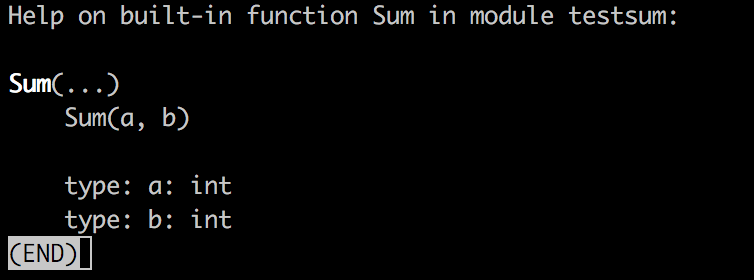 Help on built-in function Sum in module testsum:
Sum(...)
Sum(a, b)
type: a: int
type: b: int
(END)